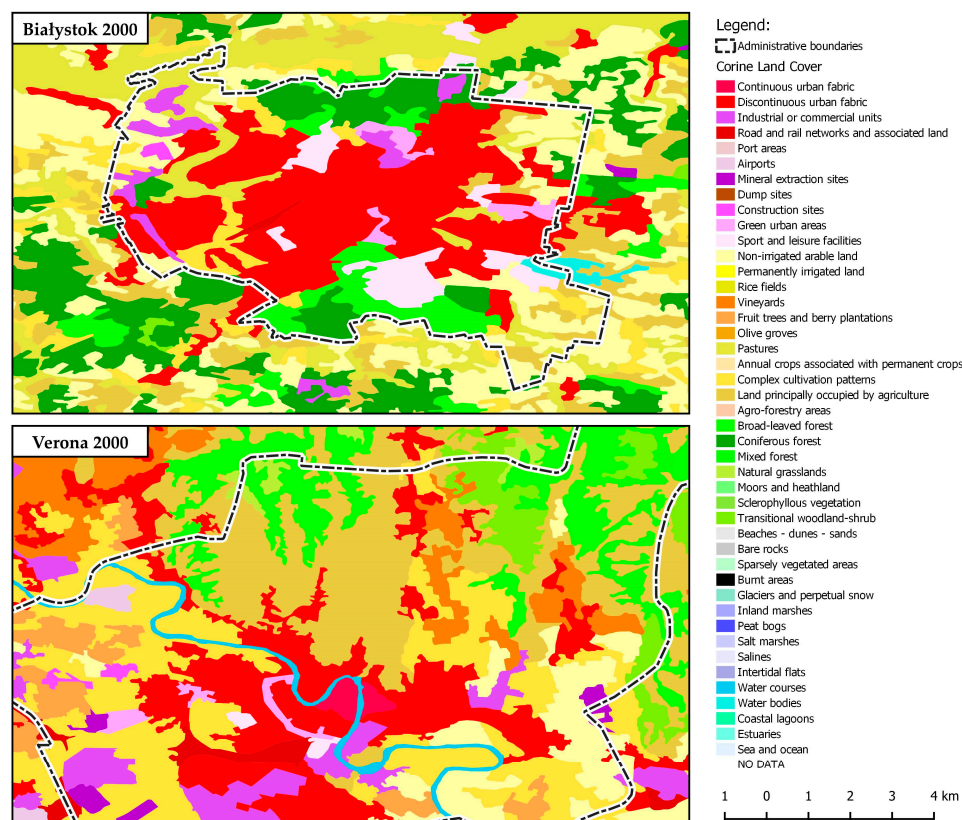 Białystok 2000
Verona 2000
Legend:
Administrative boundaries
Corine Land Cover
Continuous urban fabric
Discontinuous urban fabric
Industrial or commercial units
Road and rail networks and associated land
Port areas
Airports
Mineral extraction sites
Dump sites
Construction sites
Green urban areas
Sport and leisure facilities
Non-irrigated arable land
Permanently irrigated land
Rice fields
Vineyards
Fruit trees and berry plantations
Olive groves
Pastures
Annual crops associated with permanent crops
Complex cultivation patterns
Land principally occupied by agriculture
Agro-forestry areas
Broad-leaved forest
Coniferous forest
Mixed forest
Natural grasslands
Moors and heathland
Sclerophyllous vegetation
Transitional woodland-shrub
Beaches - dunes - sands
Bare rocks
Sparsely vegetated areas
Burnt areas
Glaciers and perpetual snow
Inland marshes
Peat bogs
Salt marshes
Salines
Intertidal flats
Water courses
Water bodies
Coastal lagoons
Estuaries
Sea and ocean
NO DATA
1 0 1 2 3 4 km